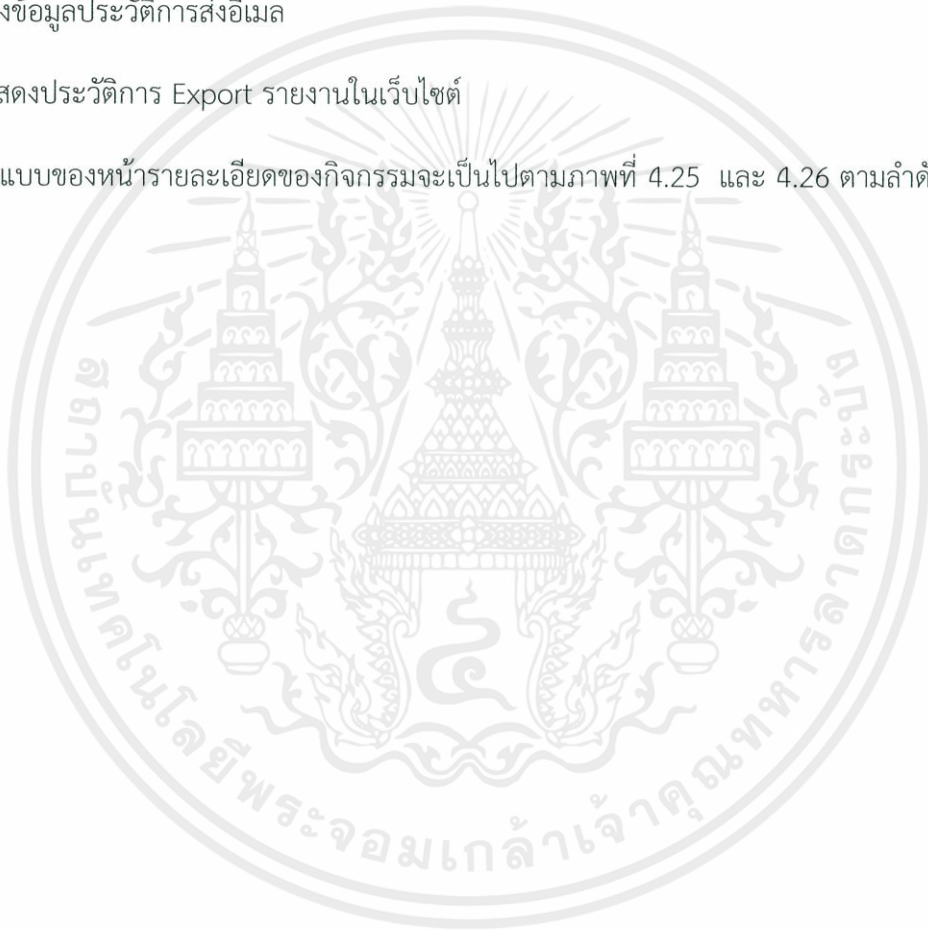 งข้อมูลประวัติการส่งอีเมล
สดงประวัติการ Export รายงานในเว็บไซต์
แบบของหน้ารายละเอียดของกิจกรรมจะเป็นไปตามภาพที่ 4.25 และ 4.26 ตามลำดั
สถาบันเทคโนโลยีพระจอมเกล้าเจ้าคุณทหารลาดกระบัง
๔